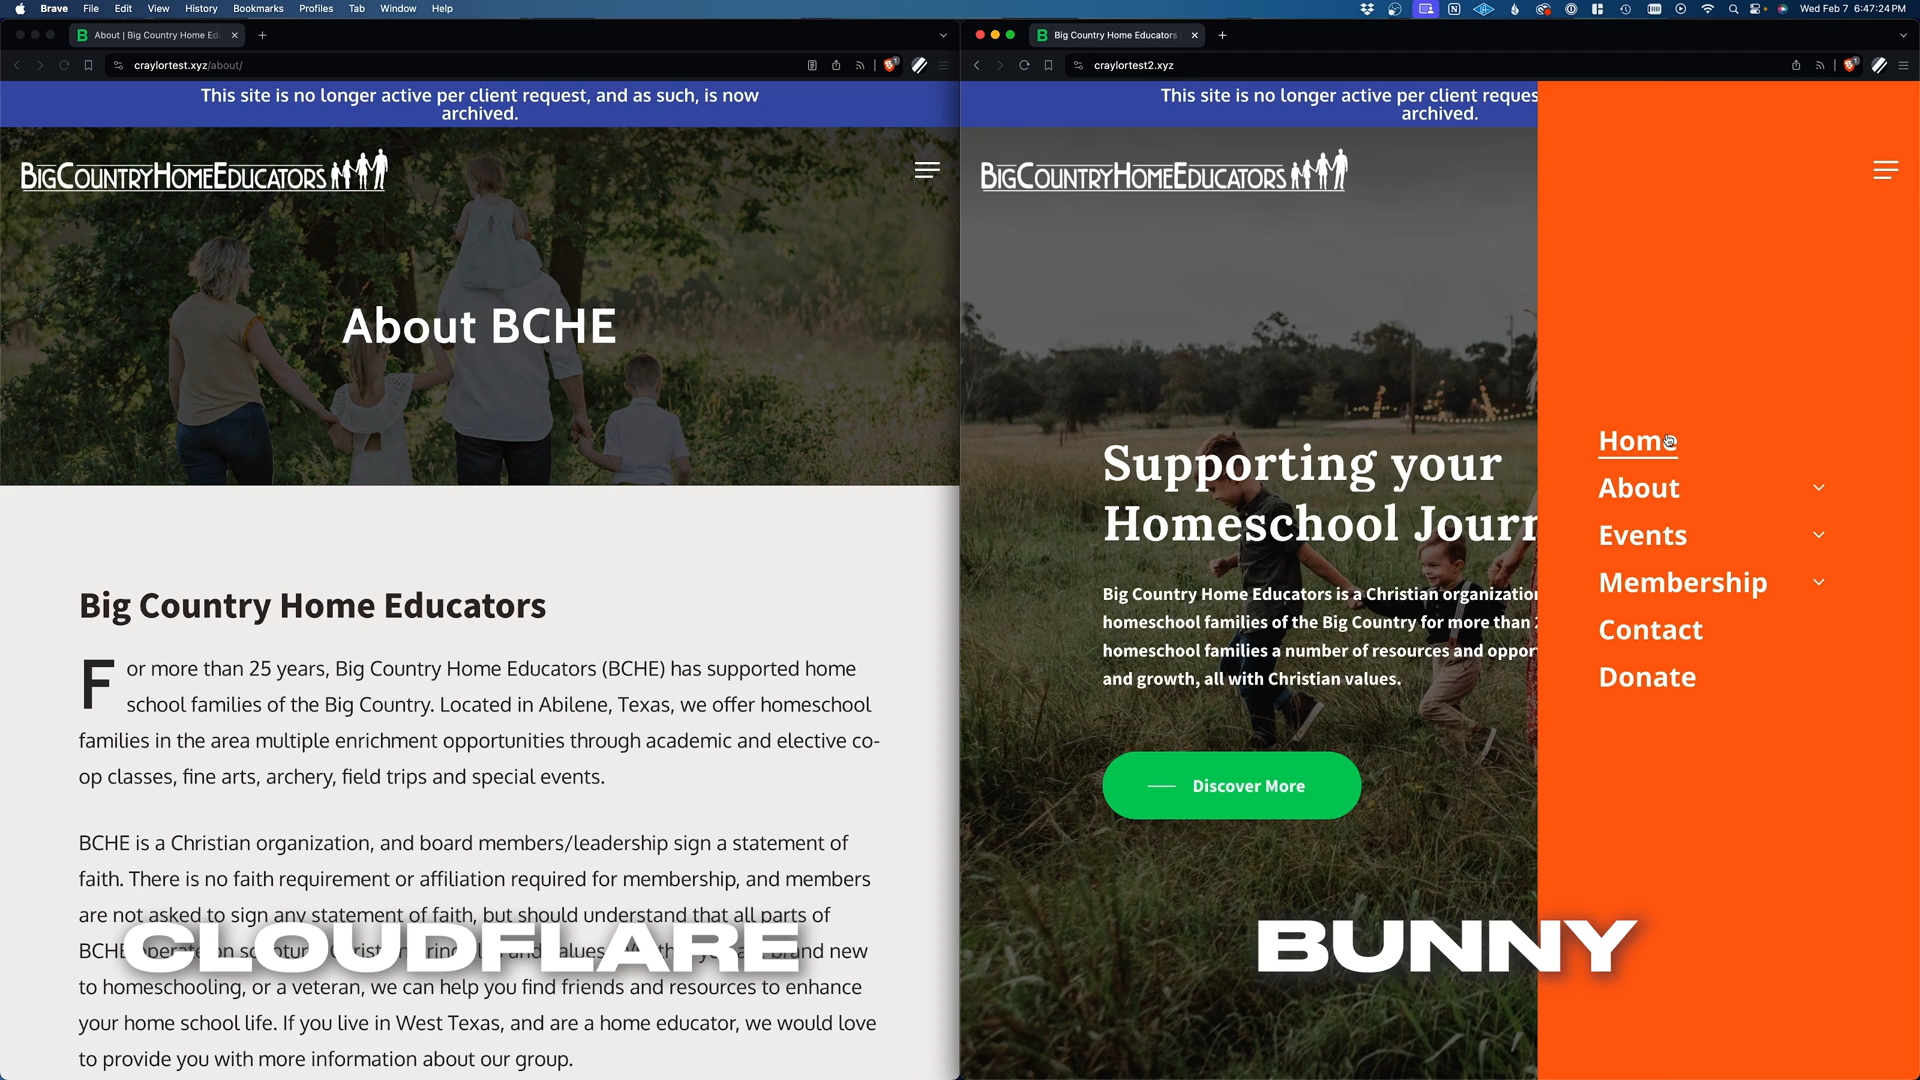 Brave File Edit View History Bookmarks Profiles Tab Window Help
Wed Feb 7 6:47:24 PM
About | Big Country Home Ed
craylortest.xyz/about/
This site is no longer active per client request, and as such, is now
archived.
BIGCOUNTRYHOMEEDUCATORS
About BCHE
Big Country Home Educators
For more than 25 years, Big Country Home Educators (BCHE) has supported home
school families of the Big Country. Located in Abilene, Texas, we offer homeschool
families in the area multiple enrichment opportunities through academic and elective co-
op classes, fine arts, archery, field trips and special events.
BCHE is a Christian organization, and board members/leadership sign a statement of
faith. There is no faith requirement or affiliation required for membership, and members
are not asked to sign any statement of faith, but should understand that all parts of
BCHE operate on and new
to homeschooling, or a veteran, we can help you find friends and resources to enhance
your home school life. If you live in West Texas, and are a home educator, we would love
to provide you with more information about our group.
CLOUDFLARE
Big Country Home Educators
craylortest2.xyz
This site is no longer active per client reques
archived.
BIGCOUNTRYHOMEEDUCATORS
Supporting your
Homeschool Journ
Big Country Home Educators is a Christian organization
homeschool families of the Big Country for more than
homeschool families a number of resources and oppor
and growth, all with Christian values.
Discover More
Home
About
Events
Membership
Contact
Donate
BUNNY